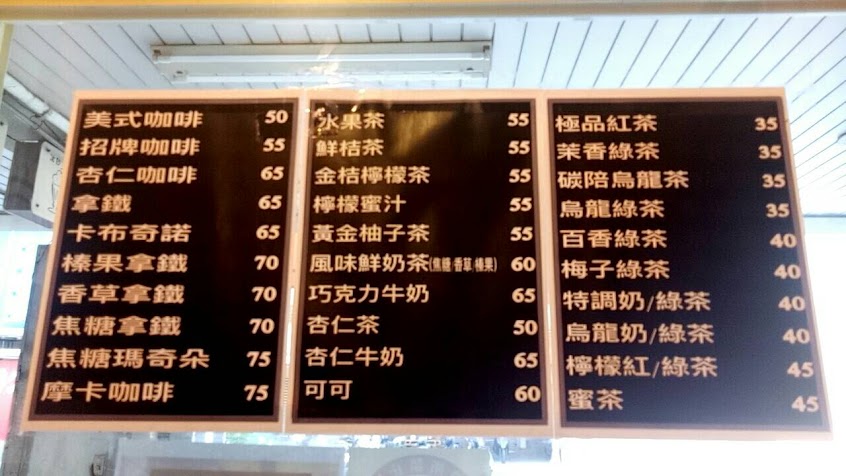 美式咖啡 50
招牌咖啡 55
杏仁咖啡 65
拿鐵 65
卡布奇諾 65
榛果拿鐵 70
香草拿鐵 70
焦糖拿鐵 70
焦糖瑪奇朵 75
摩卡咖啡 75
水果茶 55
鮮桔茶 55
金桔檸檬茶 55
檸檬蜜汁 55
黃金柚子茶 55
風味鮮奶茶(焦糖/香草/榛果) 60
巧克力牛奶 65
杏仁茶 50
杏仁牛奶 65
可可 60
極品紅茶 35
茉香綠茶 35
碳陪烏龍茶 35
烏龍綠茶 35
百香綠茶 40
梅子綠茶 40
特調奶/綠茶 40
烏龍奶/綠茶 40
檸檬紅/綠茶 45
蜜茶 45